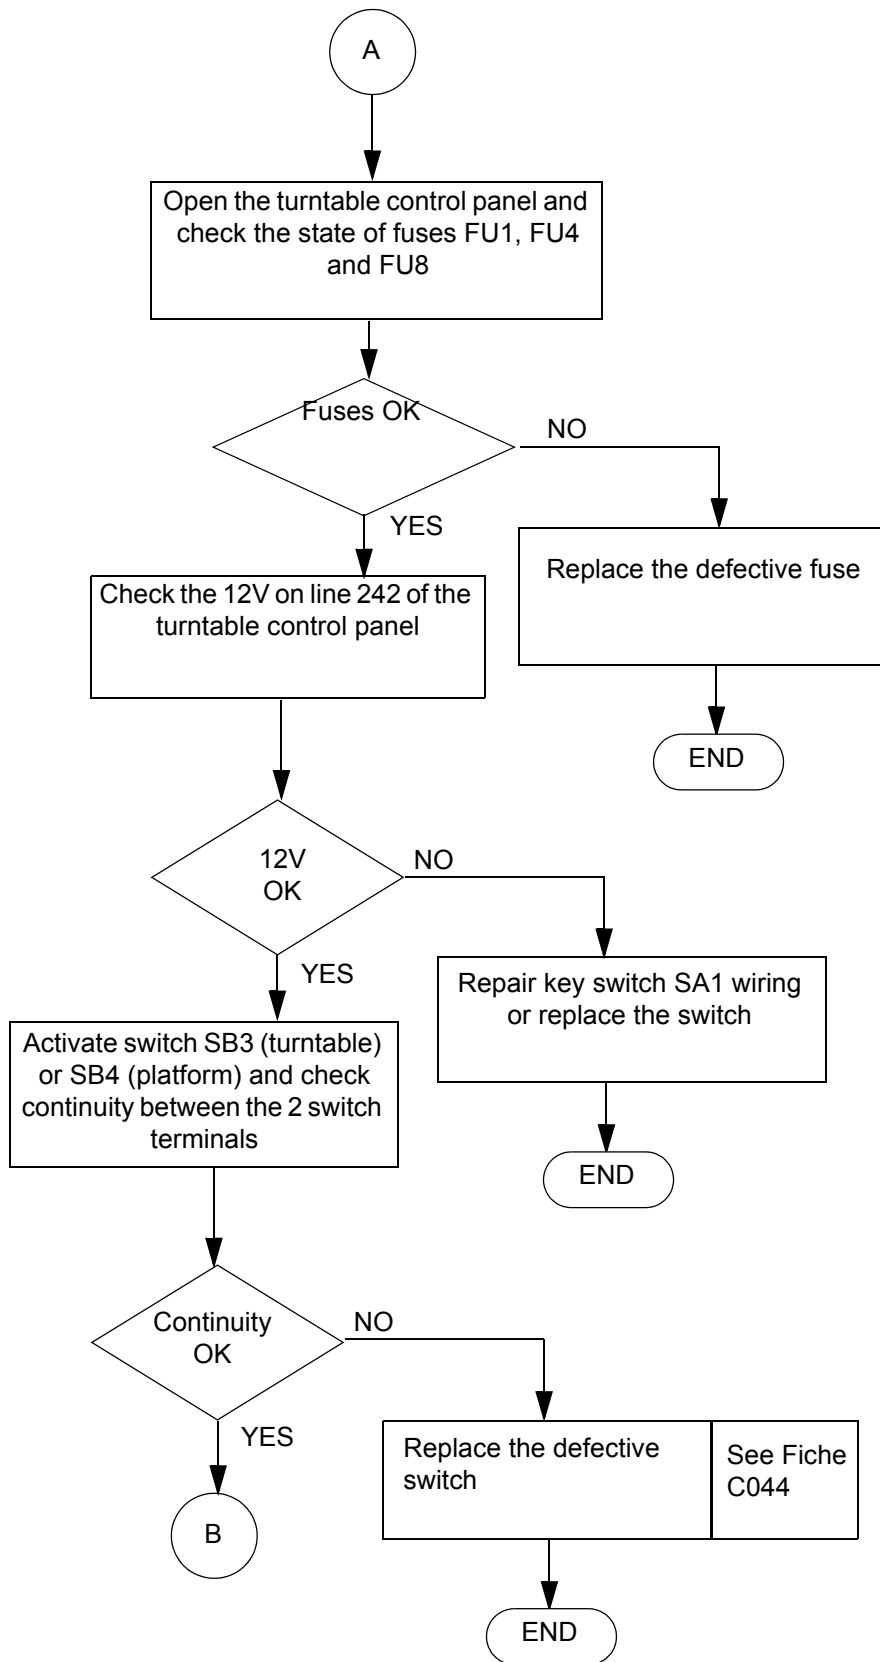 A
Open the turntable control panel and
check the state of fuses FU1, FU4
and FU8
Fuses OK
NO
YES
Replace the defective fuse
Check the 12V on line 242 of the
turntable control panel
END
12V
OK
NO
YES
Repair key switch SA1 wiring
or replace the switch
Activate switch SB3 (turntable)
or SB4 (platform) and check
continuity between the 2 switch
terminals
END
Continuity
OK
NO
YES
Replace the defective
switch
See Fiche
C044
B
END